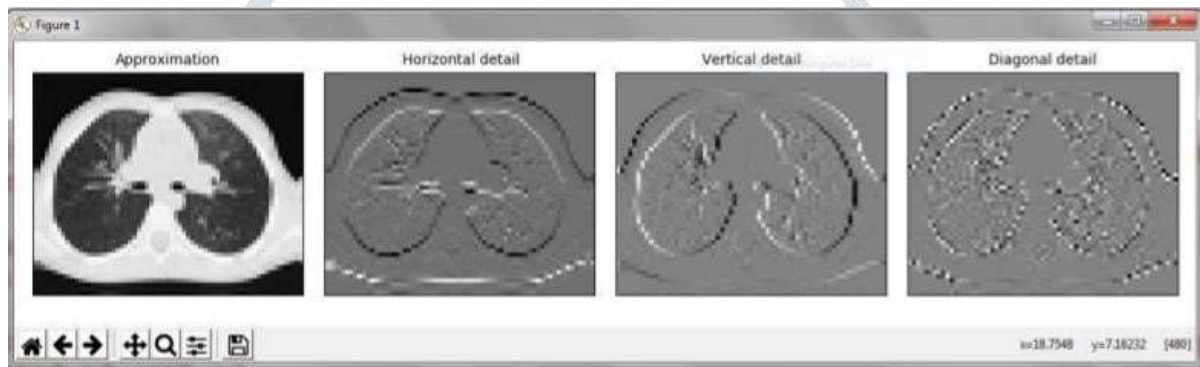 Figure 1
Approximation
Horizontal detail
Vertical detail
Diagonal detail
x=18.7548 y=7.16232 [480]